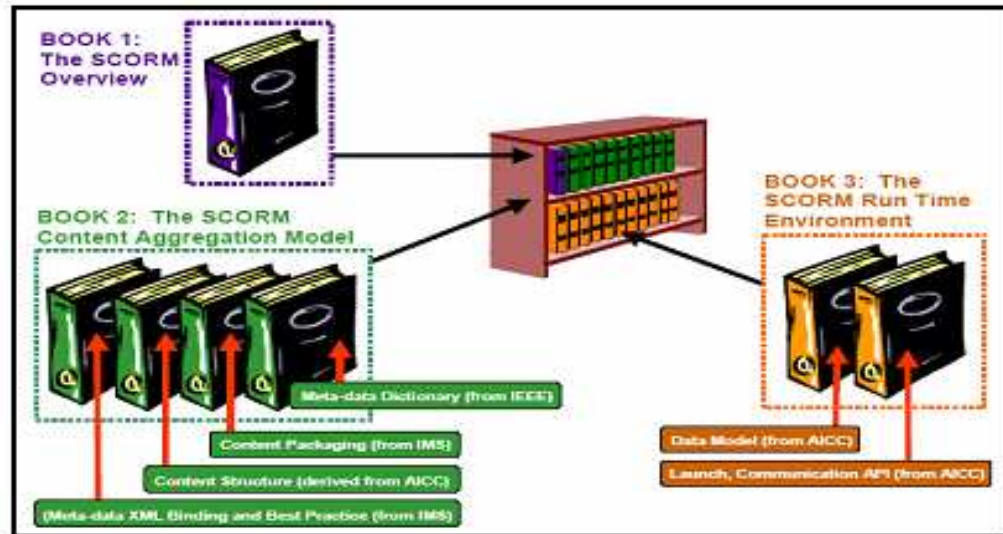 BOOK 1:
The SCORM
Overview
BOOK 2: The SCORM
Content Aggregation Model
BOOK 3: The
SCORM Run Time
Environment
Meta-data Dictionary (from IEEE)
Content Packaging (from IMS)
Content Structure (derived from AICC)
(Meta-data XML Binding and Best Practice (from IMS)
Data Model (from AICC)
Launch, Communication API (from AICC)